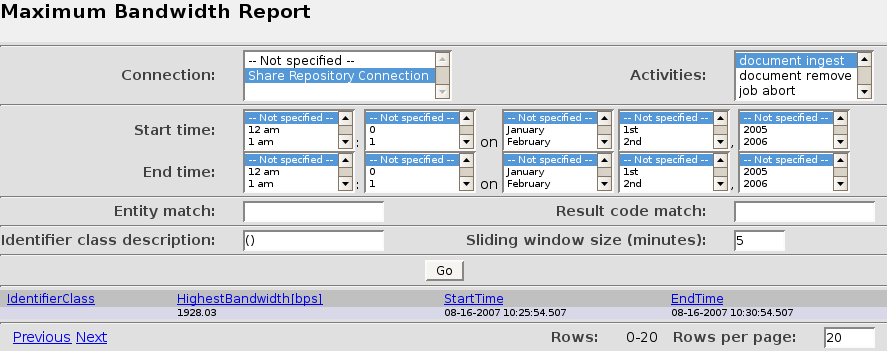 Maximum Bandwidth Report
-- Not specified --
document ingest
Connection: Share Repository Connection Activities: document remove
job abort
-- Not specified -- -- Not specified -- -- Not specified -- -- Not specified -- -- Not specified --
Start time: 12 am : 0 on January 1st , 2005
1 am 1 February 2nd 2006
-- Not specified -- -- Not specified -- -- Not specified -- -- Not specified -- -- Not specified --
End time: 12 am : 0 on January 1st , 2005
1 am 1 February 2nd 2006
Entity match: Result code match:
Identifier class description: () Sliding window size (minutes): 5
Go
IdentifierClass HighestBandwidth[bps] StartTime EndTime
1928.03 08-16-2007 10:25:54.507 08-16-2007 10:30:54.507
Previous Next Rows: 0-20 Rows per page: 20